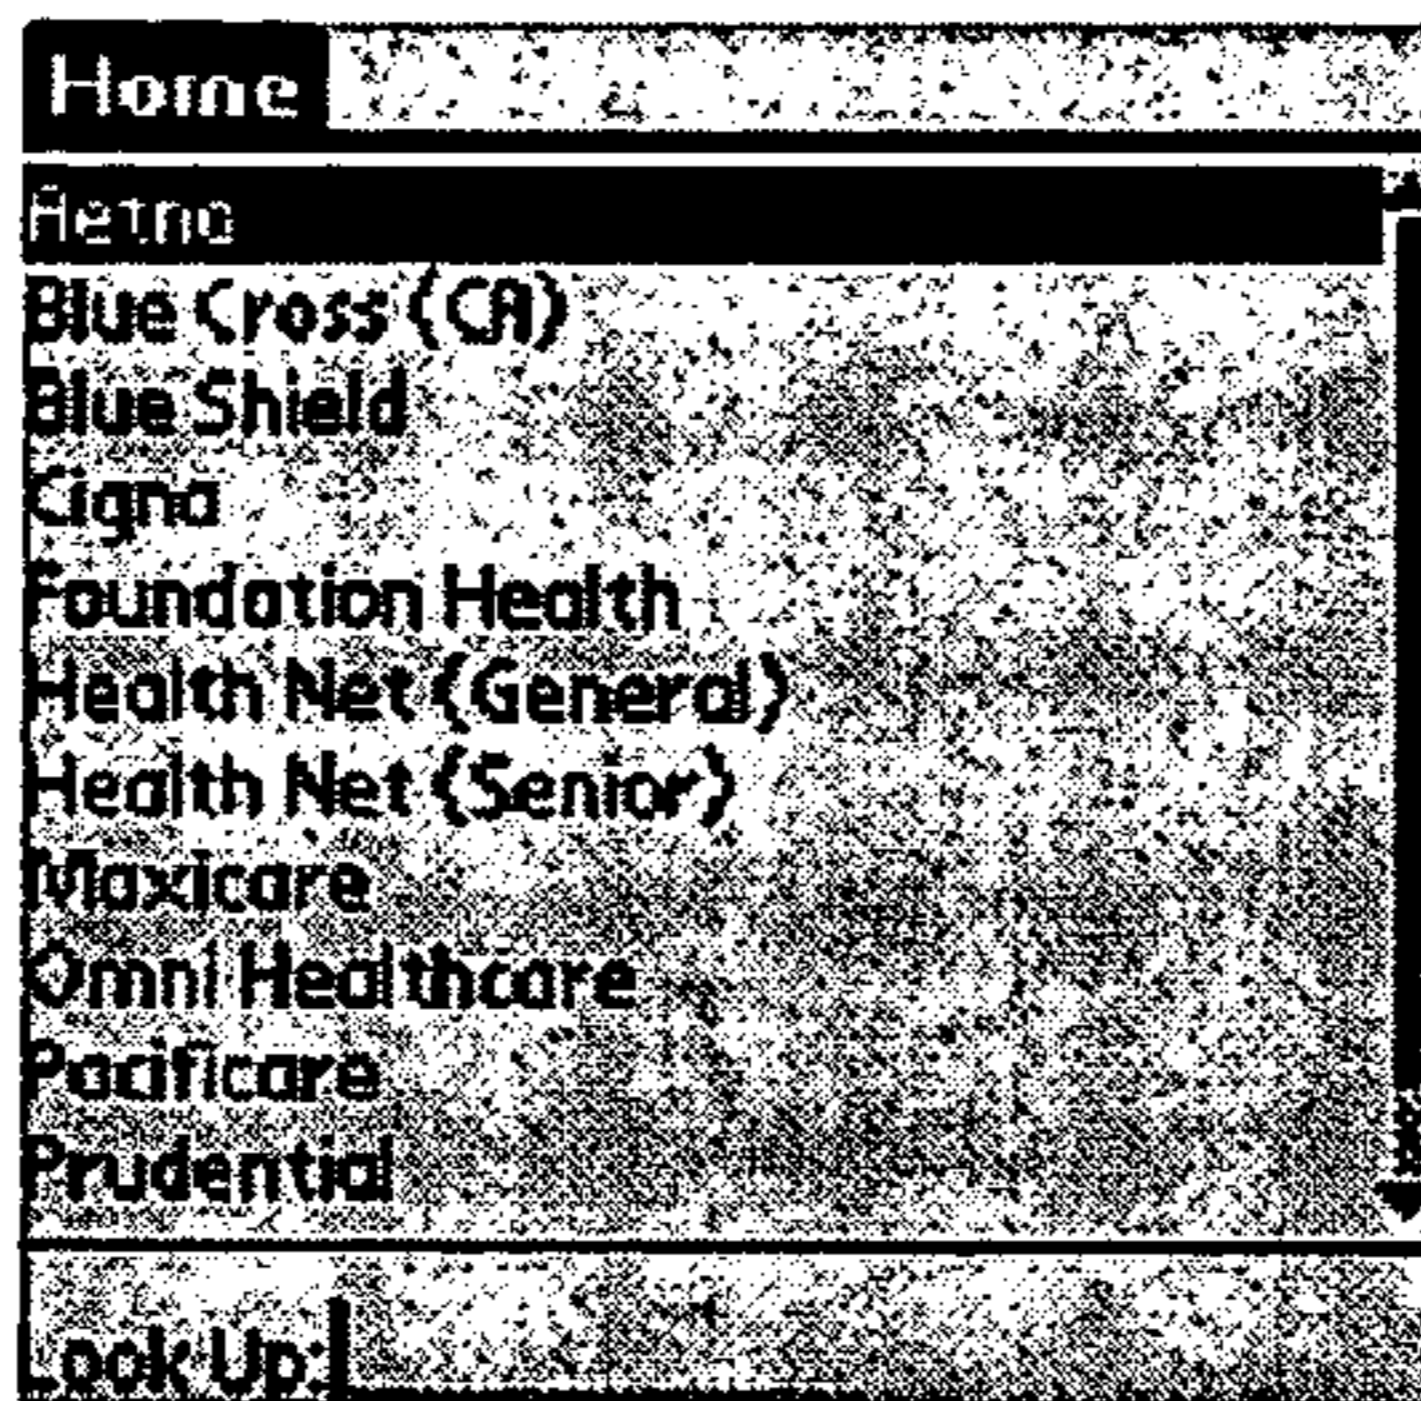 Home
Aetna
Blue Cross (CA)
Blue Shield
Cigna
Foundation Health
Health Net (General)
Health Net (Senior)
Maxicare
Omni Healthcare
Pacificare
Prudential
Look Up: